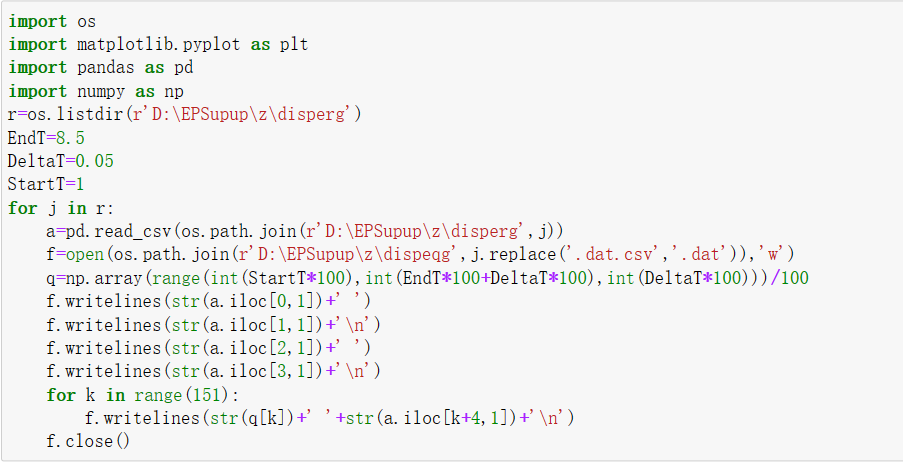 import os
import matplotlib.pyplot as plt
import pandas as pd
import numpy as np
r=os.listdir(r'D:\EPSupup\z\disperg')
EndT=8.5
DeltaT=0.05
StartT=1
for j in r:
    a=pd.read_csv(os.path.join(r'D:\EPSupup\z\disperg',j))
    f=open(os.path.join(r'D:\EPSupup\z\dispeqg',j.replace('.dat.csv','.dat')),'w')
    q=np.array(range(int(StartT*100),int(EndT*100+DeltaT*100),int(DeltaT*100)))/100
    f.writelines(str(a.iloc[0,1])+' ')
    f.writelines(str(a.iloc[1,1])+'\n')
    f.writelines(str(a.iloc[2,1])+' ')
    f.writelines(str(a.iloc[3,1])+'\n')
    for k in range(151):
        f.writelines(str(q[k])+' '+str(a.iloc[k+4,1])+'\n')
    f.close()